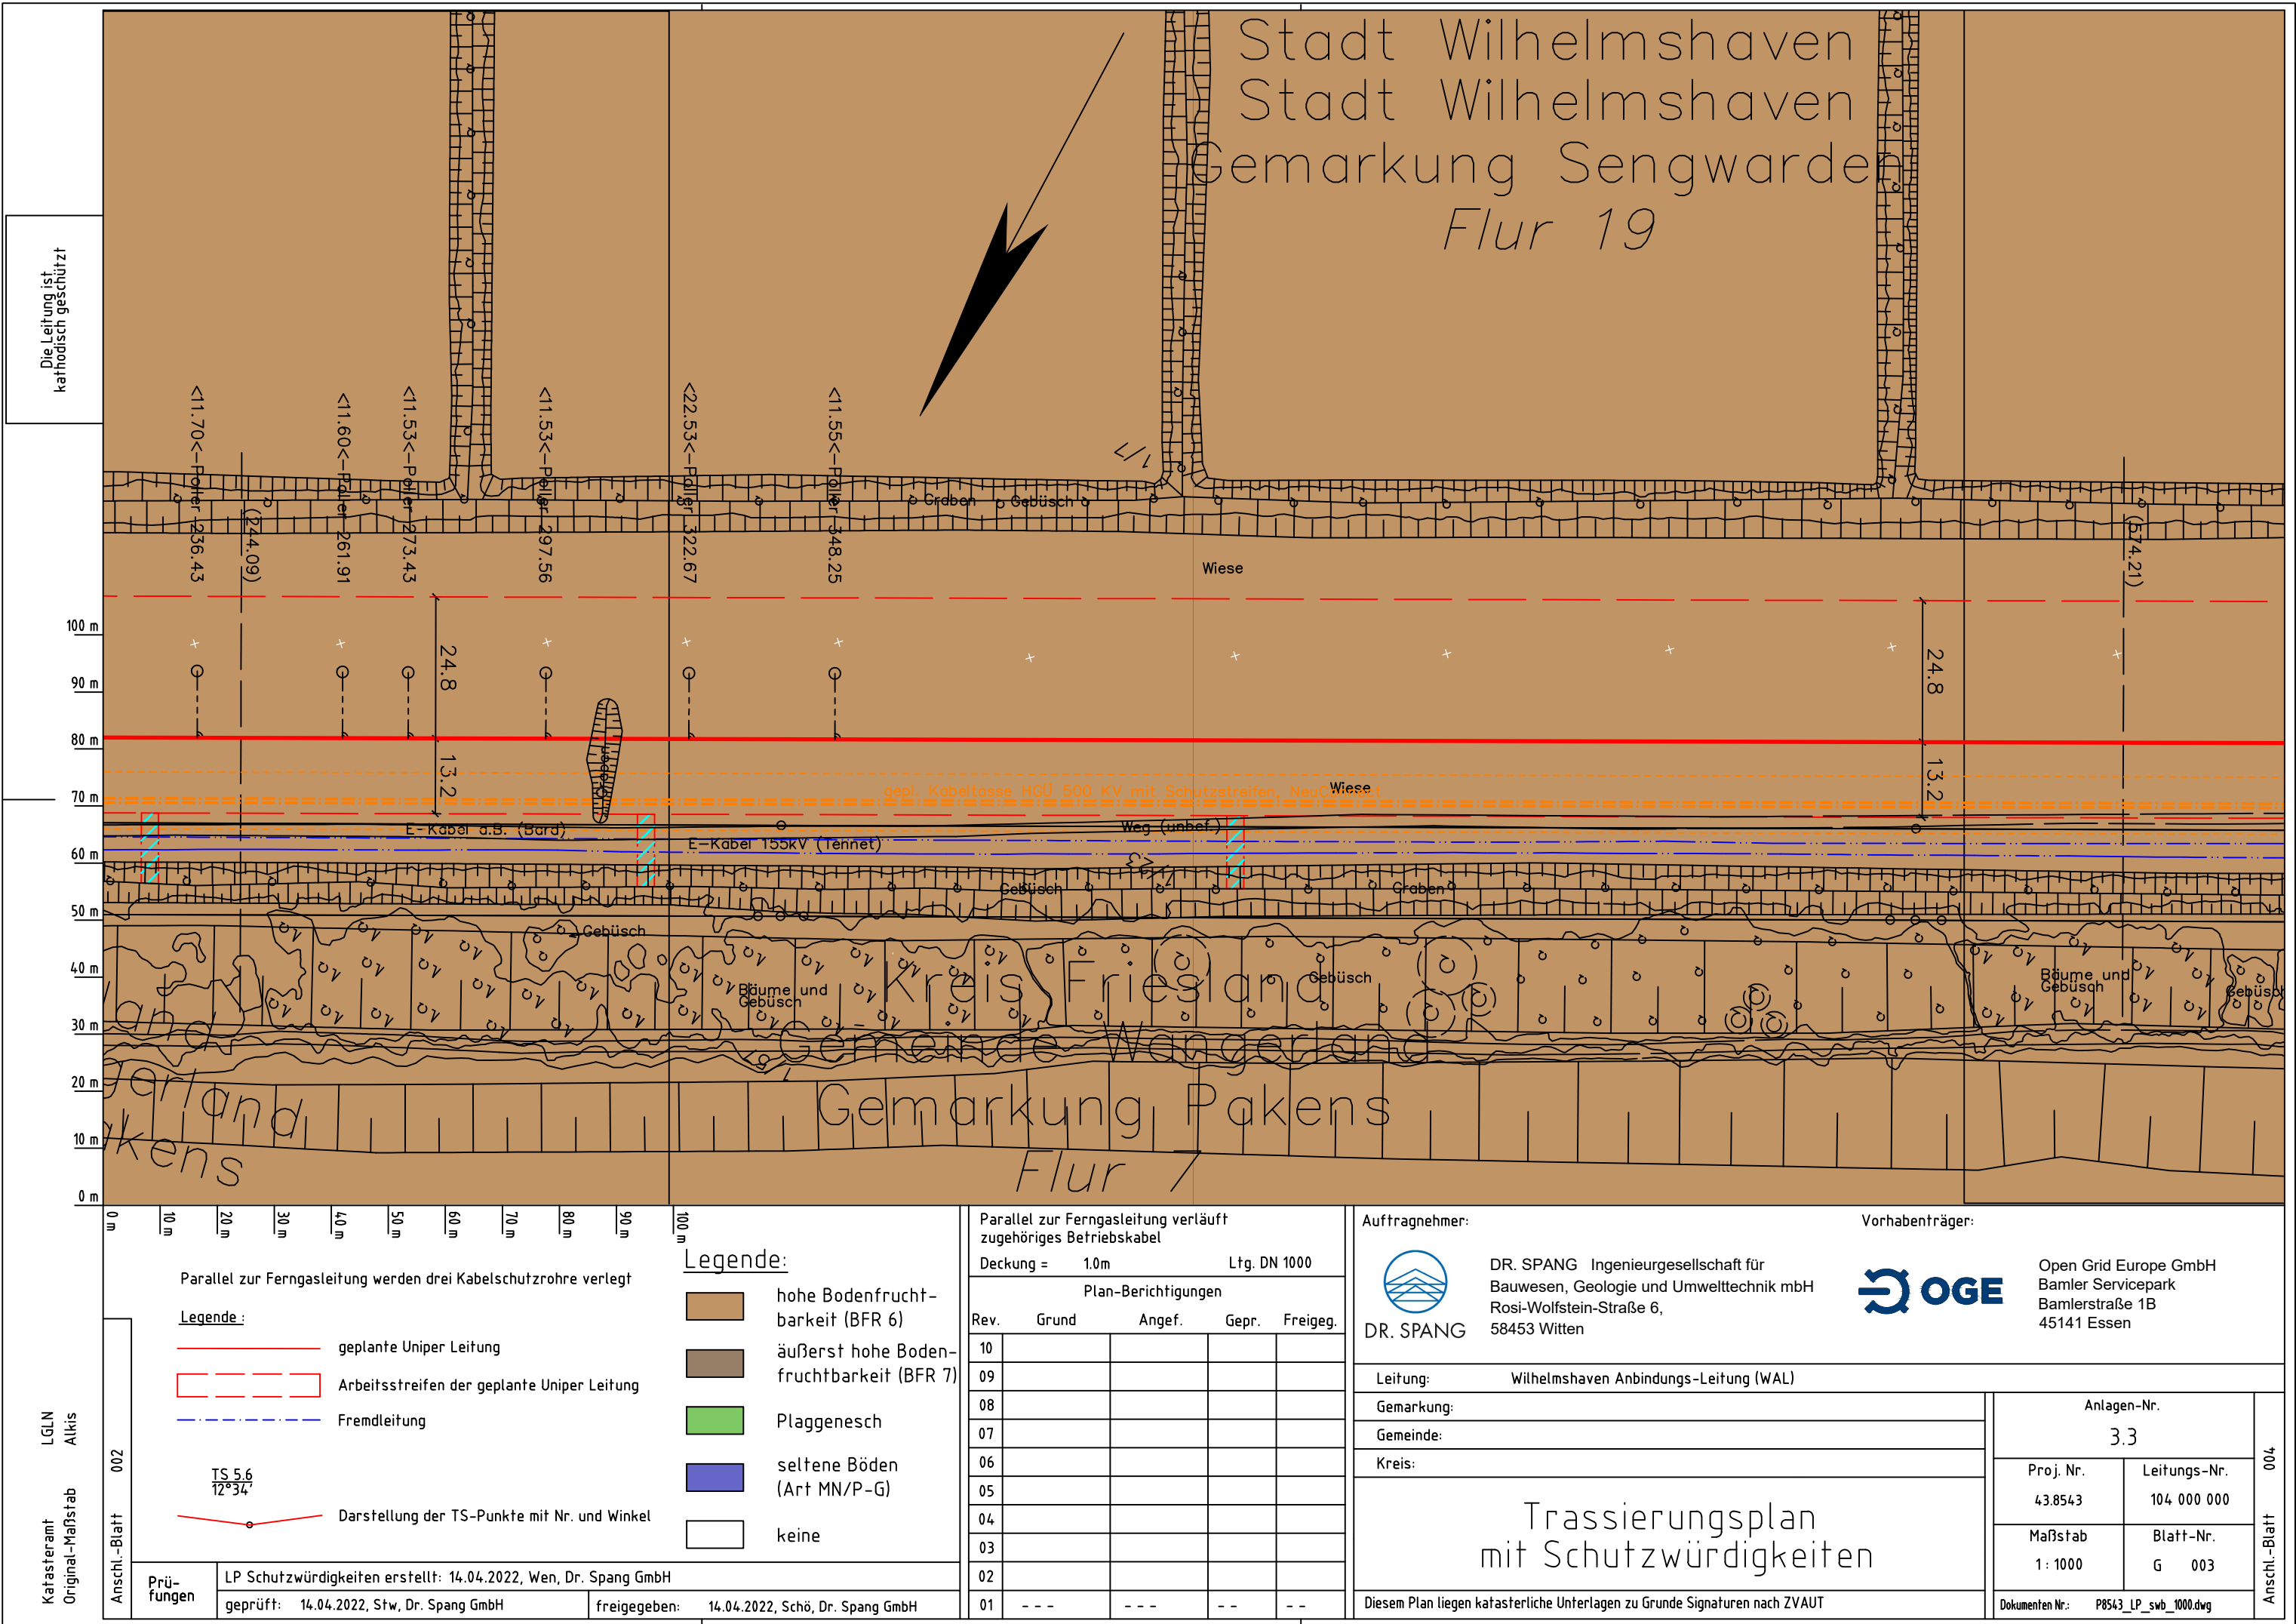 Stadt Wilhelmshaven
Stadt Wilhelmshaven
Gemarkung Sengwarden
Flur 19
Die Leitung ist
kathodisch geschützt
<11.70<-Poller 236.43
(244.09)
<11.60<-Poller 261.91
<11.53<-Poller 273.43
<11.53<-Poller 297.56
<22.53<-Poller 322.67
<11.55<-Poller 348.25
1/7
Graben
Gebüsch
(574.21)
Wiese
24.8
24.8
13.2
13.2
Graben
Wiese
gepl. Kabeltasse HGÜ 500 KV mit Schutzstreifen, NeuConnect
E-Kabel a.B. (Bard)
Weg (unbef.)
E-Kabel 155kV (Tennet)
Gebüsch
Graben
Gebüsch
Bäume und
Gebüsch
Kreis Friesland
Gebüsch
Bäume und
Gebüsch
Gebüsch
Gemeinde Wangerland
Gemarkung Pakens
Flur 7
land
gerland
akens
100 m
90 m
80 m
70 m
60 m
50 m
40 m
30 m
20 m
10 m
0 m
0 m
10 m
20 m
30 m
40 m
50 m
60 m
70 m
80 m
90 m
100 m
Parallel zur Ferngasleitung werden drei Kabelschutzrohre verlegt
Legende :
geplante Uniper Leitung
Arbeitsstreifen der geplante Uniper Leitung
Fremdleitung
TS 5.6
12°34'
Darstellung der TS-Punkte mit Nr. und Winkel
Legende:
hohe Bodenfrucht-
barkeit (BFR 6)
äußerst hohe Boden-
fruchtbarkeit (BFR 7)
Plaggenesch
seltene Böden
(Art MN/P-G)
keine
Katasteramt LGLN
Original-Maßstab Alkis
Anschl.-Blatt 002
Prü-
fungen
LP Schutzwürdigkeiten erstellt: 14.04.2022, Wen, Dr. Spang GmbH
geprüft: 14.04.2022, Stw, Dr. Spang GmbH
freigegeben: 14.04.2022, Schö, Dr. Spang GmbH
Parallel zur Ferngasleitung verläuft
zugehöriges Betriebskabel
Deckung = 1.0m Ltg. DN 1000
Plan-Berichtigungen
Rev. Grund Angef. Gepr. Freigeg.
10
09
08
07
06
05
04
03
02
01 --- --- -- --
Auftragnehmer:
DR. SPANG
DR. SPANG Ingenieurgesellschaft für
Bauwesen, Geologie und Umwelttechnik mbH
Rosi-Wolfstein-Straße 6,
58453 Witten
Vorhabenträger:
OGE
Open Grid Europe GmbH
Bamler Servicepark
Bamlerstraße 1B
45141 Essen
Leitung: Wilhelmshaven Anbindungs-Leitung (WAL)
Gemarkung:
Gemeinde:
Kreis:
Trassierungsplan
mit Schutzwürdigkeiten
Diesem Plan liegen katasterliche Unterlagen zu Grunde Signaturen nach ZVAUT
Anlagen-Nr.
3.3
Proj. Nr. Leitungs-Nr.
43.8543 104 000 000
Maßstab Blatt-Nr.
1 : 1000 G 003
Dokumenten Nr.: P8543_LP_swb_1000.dwg
Anschl.-Blatt 004